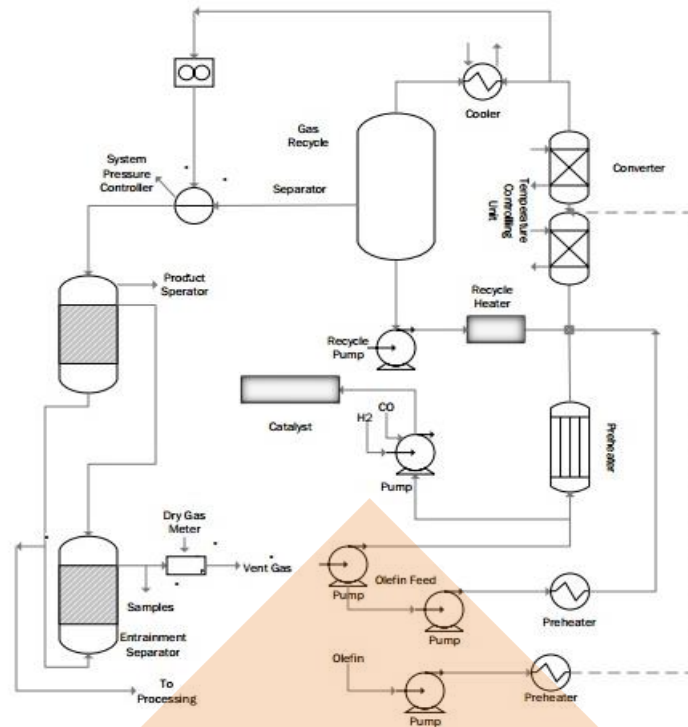 Cooler
Gas
Recycle
Converter
System
Pressure
Controller
Separator
Temperature
Controlling
Unit
Product
Sperator
Recycle
Heater
Recycle
Pump
CO
H2
Catalyst
Preheater
Pump
Dry Gas
Meter
Vent Gas
Olefin Feed
Pump
Samples
Pump
Preheater
Entrainment
Separator
Olefin
To
Processing
Preheater
Pump